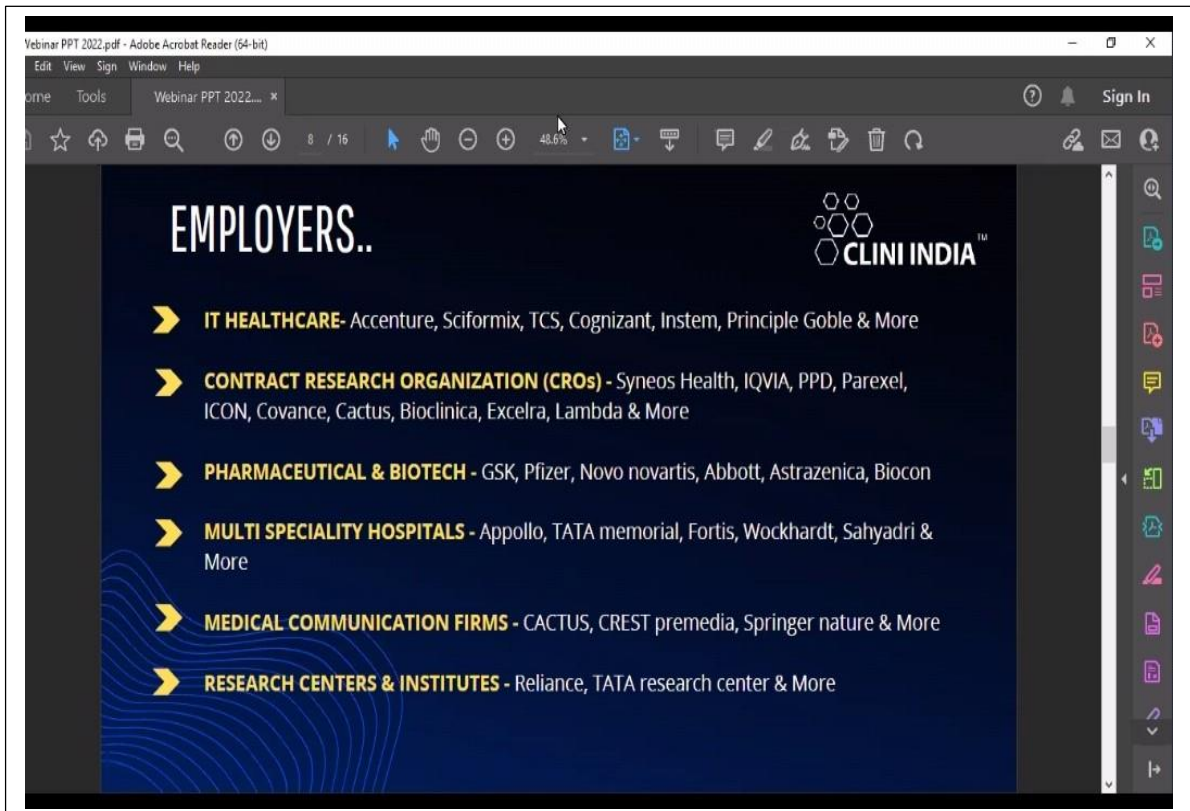 Webinar PPT 2022.pdf - Adobe Acrobat Reader (64-bit)
Edit View Sign Window Help
ome Tools Webinar PPT 2022.... × Sign In
8 / 16 48.6%
EMPLOYERS..
CLINI INDIA™
IT HEALTHCARE- Accenture, Sciformix, TCS, Cognizant, Instem, Principle Goble & More
CONTRACT RESEARCH ORGANIZATION (CROs) - Syneos Health, IQVIA, PPD, Parexel,
ICON, Covance, Cactus, Bioclinica, Excelra, Lambda & More
PHARMACEUTICAL & BIOTECH - GSK, Pfizer, Novo novartis, Abbott, Astrazenica, Biocon
MULTI SPECIALITY HOSPITALS - Appollo, TATA memorial, Fortis, Wockhardt, Sahyadri &
More
MEDICAL COMMUNICATION FIRMS - CACTUS, CREST premedia, Springer nature & More
RESEARCH CENTERS & INSTITUTES - Reliance, TATA research center & More